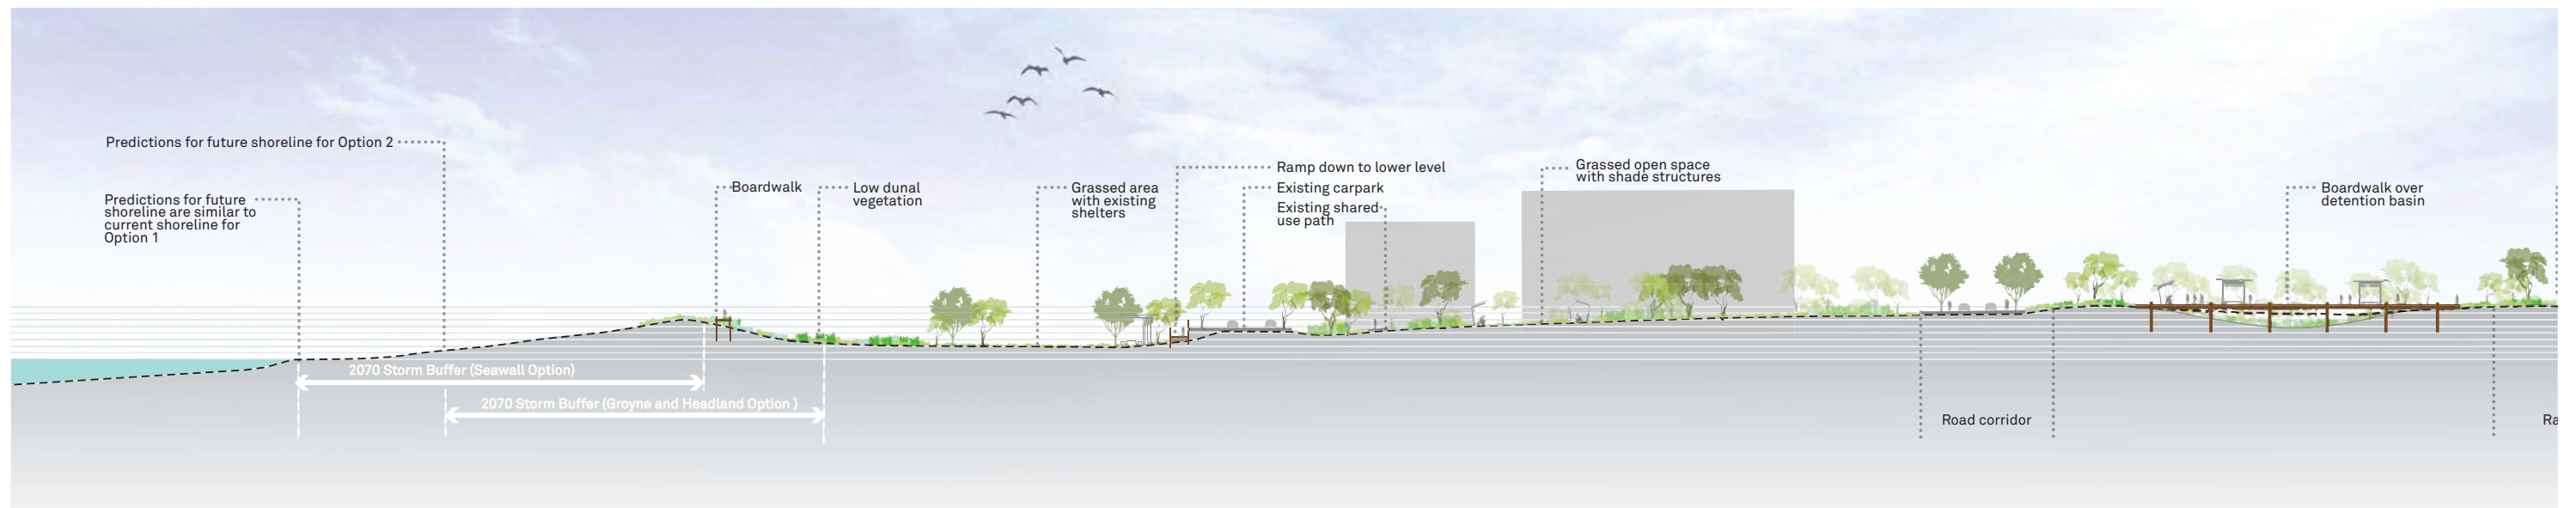 Predictions for future shoreline for Option 2
Predictions for future
shoreline are similar to
current shoreline for
Option 1
Boardwalk
Low dunal
vegetation
Grassed area
with existing
shelters
Ramp down to lower level
Existing carpark
Existing shared
use path
Grassed open space
with shade structures
Boardwalk over
detention basin
2070 Storm Buffer (Seawall Option)
2070 Storm Buffer (Groyne and Headland Option )
Road corridor
Ra